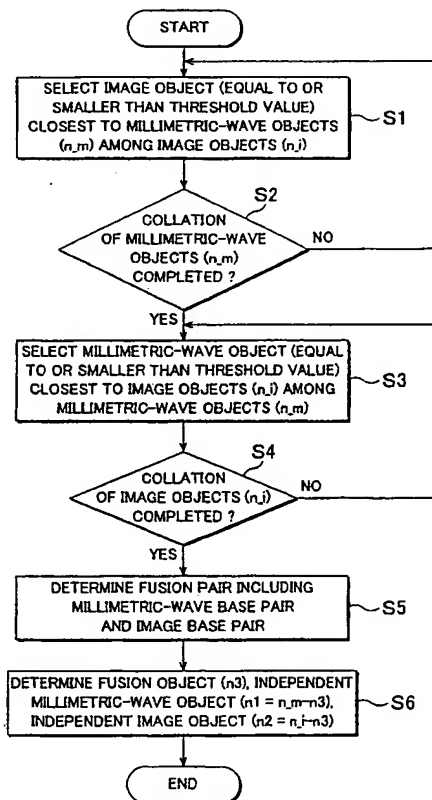 START
SELECT IMAGE OBJECT (EQUAL TO OR
SMALLER THAN THRESHOLD VALUE)
CLOSEST TO MILLIMETRIC-WAVE OBJECTS
(n_m) AMONG IMAGE OBJECTS (n_i)
S1
S2
COLLATION
OF MILLIMETRIC-WAVE
OBJECTS (n_m)
COMPLETED ?
NO
YES
SELECT MILLIMETRIC-WAVE OBJECT (EQUAL
TO OR SMALLER THAN THRESHOLD VALUE)
CLOSEST TO IMAGE OBJECTS (n_i) AMONG
MILLIMETRIC-WAVE OBJECTS (n_m)
S3
S4
COLLATION
OF IMAGE OBJECTS (n_i)
COMPLETED ?
NO
YES
DETERMINE FUSION PAIR INCLUDING
MILLIMETRIC-WAVE BASE PAIR
AND IMAGE BASE PAIR
S5
DETERMINE FUSION OBJECT (n3), INDEPENDENT
MILLIMETRIC-WAVE OBJECT (n1 = n_m-n3),
INDEPENDENT IMAGE OBJECT (n2 = n_i-n3)
S6
END